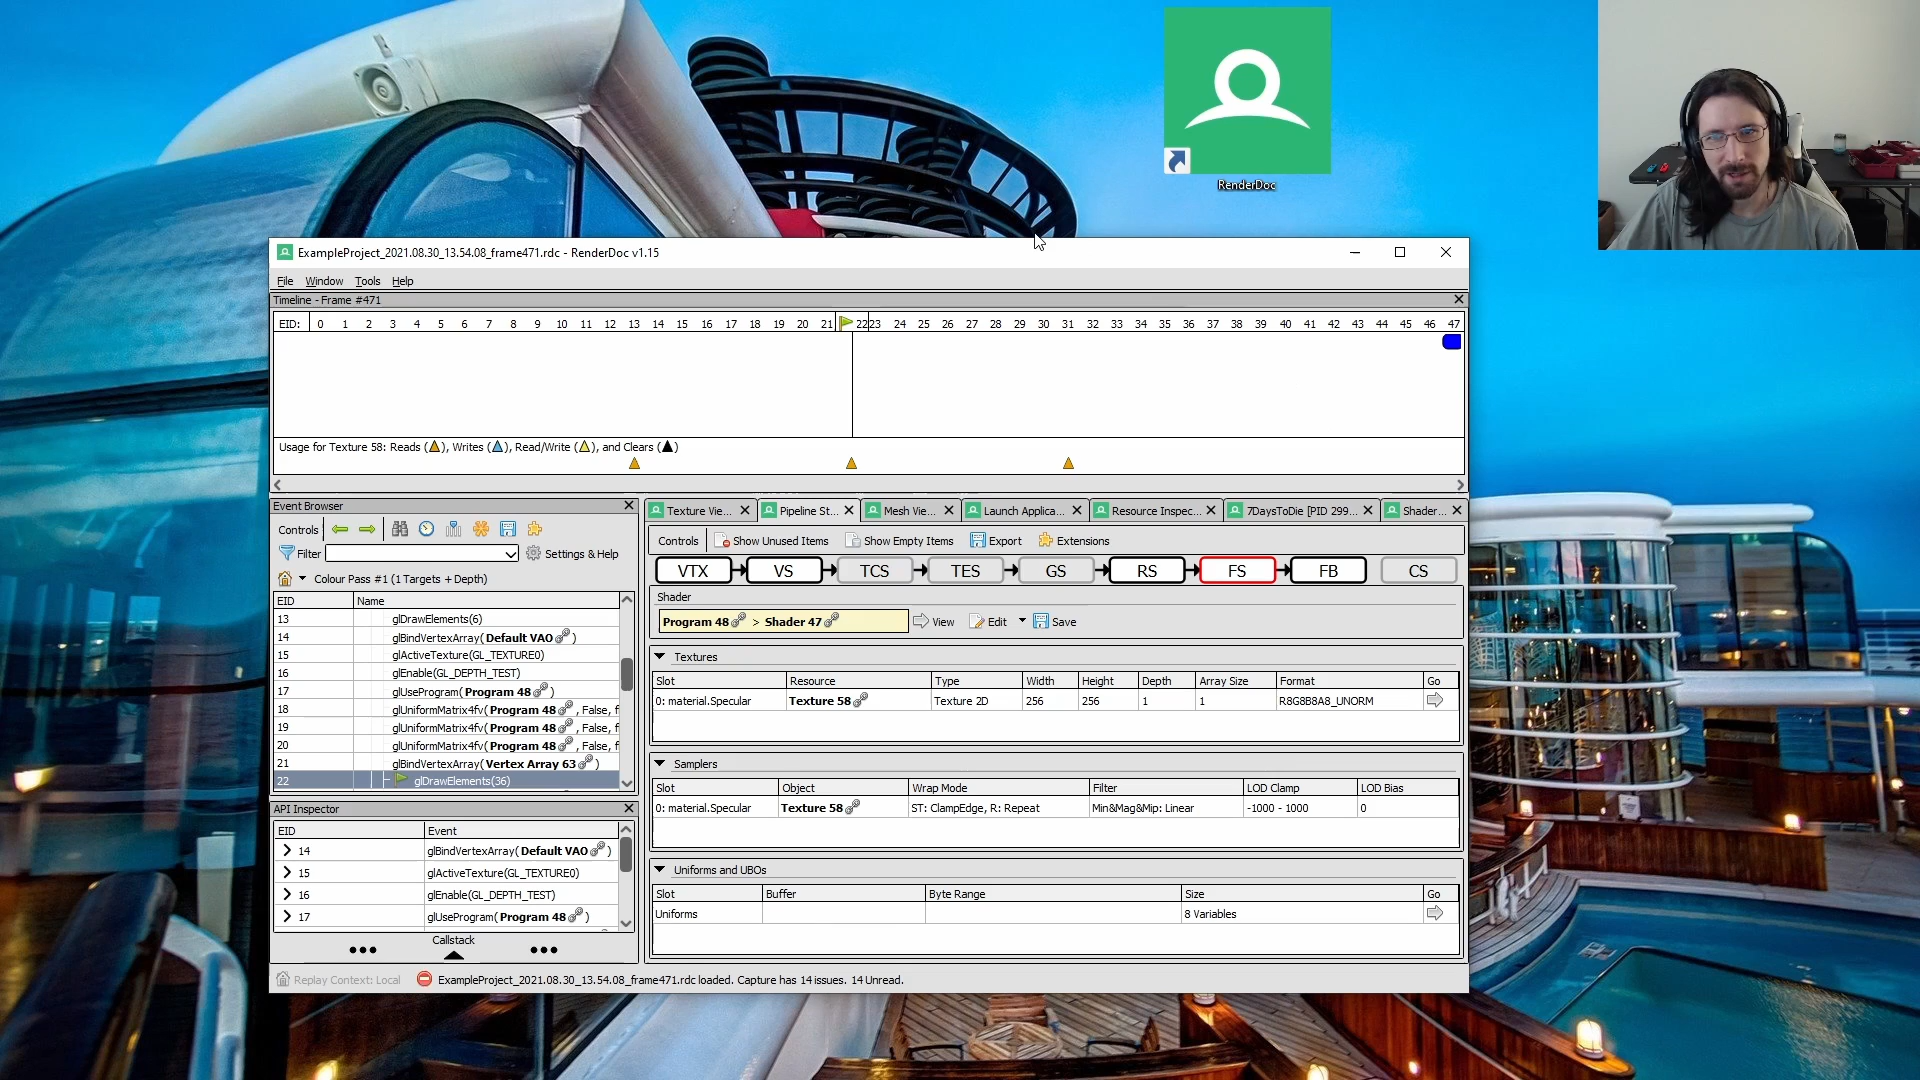 RenderDoc
ExampleProject_2021.08.30_13.54.08_frame471.rdc - RenderDoc v1.15
File Window Tools Help
Timeline - Frame #471
EID: 0 1 2 3 4 5 6 7 8 9 10 11 12 13 14 15 16 17 18 19 20 21 22 23 24 25 26 27 28 29 30 31 32 33 34 35 36 37 38 39 40 41 42 43 44 45 46 47
Usage for Texture 58: Reads ( ), Writes ( ), Read/Write ( ), and Clears ( )
Event Browser
Controls
Filter Settings & Help
Colour Pass #1 (1 Targets + Depth)
EID Name
13 glDrawElements(6)
14 glBindVertexArray( Default VAO )
15 glActiveTexture(GL_TEXTURE0)
16 glEnable(GL_DEPTH_TEST)
17 glUseProgram( Program 48 )
18 glUniformMatrix4fv( Program 48 , False, f
19 glUniformMatrix4fv( Program 48 , False, f
20 glUniformMatrix4fv( Program 48 , False, f
21 glBindVertexArray( Vertex Array 63 )
22 glDrawElements(36)
API Inspector
EID Event
14 glBindVertexArray( Default VAO )
15 glActiveTexture(GL_TEXTURE0)
16 glEnable(GL_DEPTH_TEST)
17 glUseProgram( Program 48 )
Callstack
Texture Vie... Pipeline St... Mesh Vie... Launch Applica... Resource Inspec... 7DaysToDie [PID 299... Shader...
Controls Show Unused Items Show Empty Items Export Extensions
VTX VS TCS TES GS RS FS FB CS
Shader
Program 48 > Shader 47 View Edit Save
Textures
Slot Resource Type Width Height Depth Array Size Format Go
0: material.Specular Texture 58 Texture 2D 256 256 1 1 R8G8B8A8_UNORM
Samplers
Slot Object Wrap Mode Filter LOD Clamp LOD Bias
0: material.Specular Texture 58 ST: ClampEdge, R: Repeat Min&Mag&Mip: Linear -1000 - 1000 0
Uniforms and UBOs
Slot Buffer Byte Range Size Go
Uniforms 8 Variables
Replay Context: Local ExampleProject_2021.08.30_13.54.08_frame471.rdc loaded. Capture has 14 issues. 14 Unread.